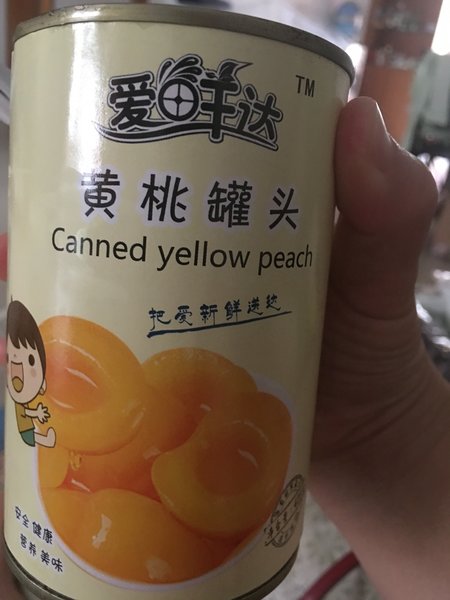 爱鲜达
TM
黄桃罐头
Canned yellow peach
把爱新鲜送达
安全健康
营养美味